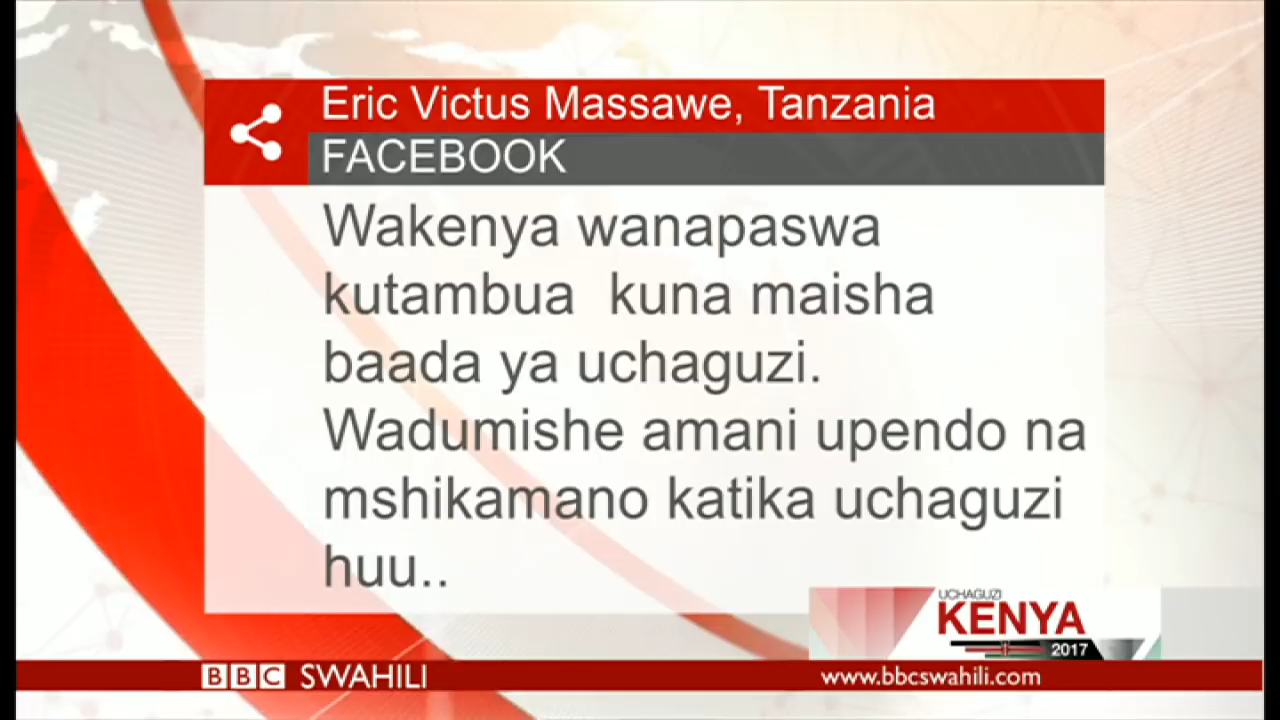 Eric Victus Massawe, Tanzania
FACEBOOK
Wakenya wanapaswa
kutambua kuna maisha
baada ya uchaguzi.
Wadumishe amani upendo na
mshikamano katika uchaguzi
huu..
UCHAGUZI
KENYA
2017
BBC SWAHILI
www.bbcswahili.com